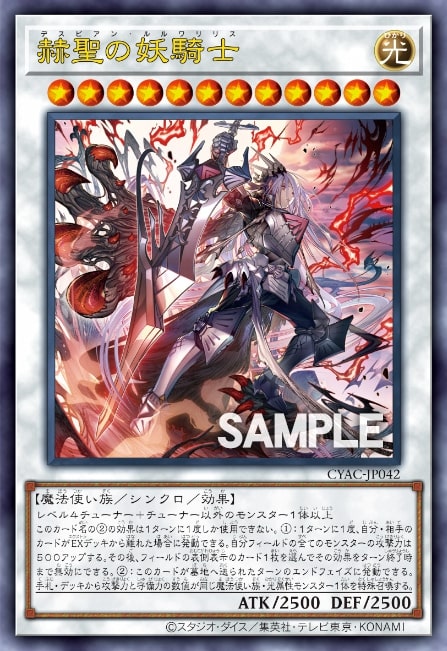 デスピアン・ルルワリリス
赫聖の妖騎士
ひかり
光
SAMPLE
CYAC-JP042
【魔法使い族／シンクロ／効果】
レベル4チューナー＋チューナー以外のモンスター1体以上
このカード名の②の効果は1ターンに1度しか使用できない。①：1ターンに1度、自分・相手の
カードがEXデッキから離れた場合に発動できる。自分フィールドの全てのモンスターの攻撃力は
５００アップする。その後、フィールドの表側表示のカード1枚を選んでその効果をターン終了時
まで無効にできる。②：このカードが墓地へ送られたターンのエンドフェイズに発動できる。
手札・デッキから攻撃力と守備力の数値が同じ魔法使い族・光属性モンスター1体を特殊召喚する。
ATK/2500 DEF/2500
©スタジオ・ダイス／集英社・テレビ東京・KONAMI